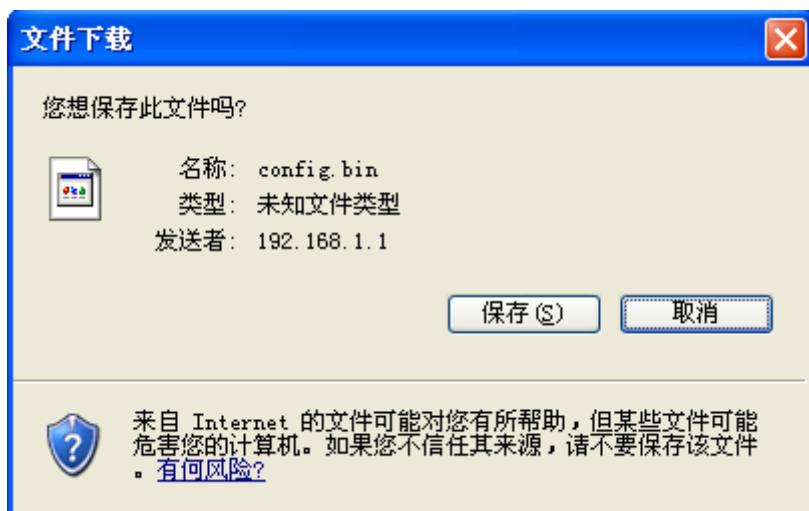 文件下载
您想保存此文件吗?
名称: config.bin
类型: 未知文件类型
发送者: 192.168.1.1
保存(S) 取消
来自 Internet 的文件可能对您有所帮助,但某些文件可能
危害您的计算机。如果您不信任其来源,请不要保存该文件
。有何风险?